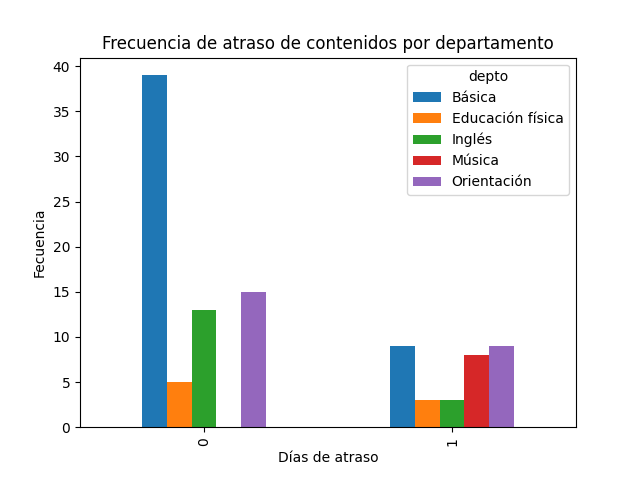 Frecuencia de atraso de contenidos por departamento
depto
Básica
Educación física
Inglés
Música
Orientación
Fecuencia
40
35
30
25
20
15
10
5
0
0
1
Días de atraso